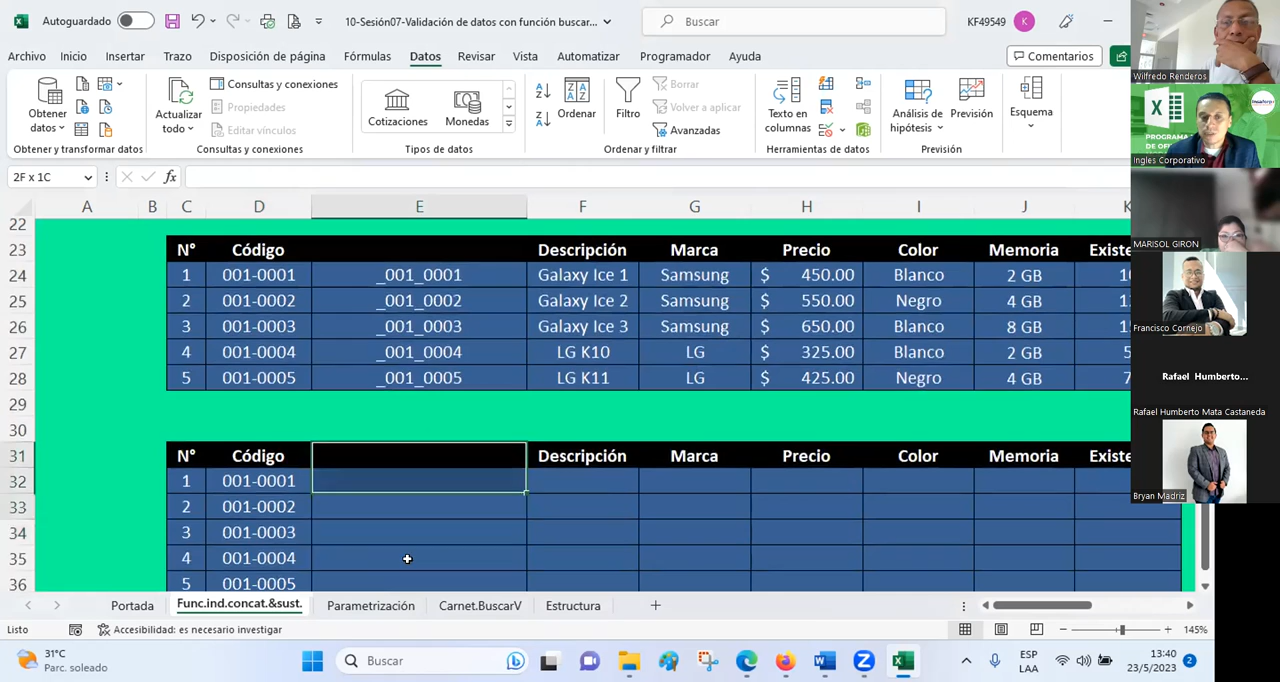 Autoguardado 10-Sesión07-Validación de datos con función buscar... Buscar KF49549 K
Archivo Inicio Insertar Trazo Disposición de página Fórmulas Datos Revisar Vista Automatizar Programador Ayuda Comentarios
Obtener datos
Actualizar todo
Consultas y conexiones
Propiedades
Editar vínculos
Cotizaciones Monedas
Ordenar
Filtro
Borrar
Volver a aplicar
Avanzadas
Texto en columnas
Análisis de hipótesis
Previsión
Esquema
Obtener y transformar datos Consultas y conexiones Tipos de datos Ordenar y filtrar Herramientas de datos Previsión
2F x 1C fx
A B C D E F G H I J K
22
23 N° Código Descripción Marca Precio Color Memoria Existe
24 1 001-0001 _001_0001 Galaxy Ice 1 Samsung $ 450.00 Blanco 2 GB 10
25 2 001-0002 _001_0002 Galaxy Ice 2 Samsung $ 550.00 Negro 4 GB
26 3 001-0003 _001_0003 Galaxy Ice 3 Samsung $ 650.00 Blanco 8 GB
27 4 001-0004 _001_0004 LG K10 LG $ 325.00 Blanco 2 GB 5
28 5 001-0005 _001_0005 LG K11 LG $ 425.00 Negro 4 GB 7
29
30
31 N° Código Descripción Marca Precio Color Memoria Existe
32 1 001-0001
33 2 001-0002
34 3 001-0003
35 4 001-0004
36 5 001-0005
Portada Func.ind.concat.&sust. Parametrización Carnet.BuscarV Estructura
Listo Accesibilidad: es necesario investigar 145%
31°C
Parc. soleado
Buscar
ESP
LAA
13:40
23/5/2023
2
Wilfredo Renderos
PROGRAMA
DE OFI
Ingles Corporativo
MARISOL GIRON
Francisco Cornejo
Rafael Humberto...
Rafael Humberto Mata Castaneda
Bryan Madriz